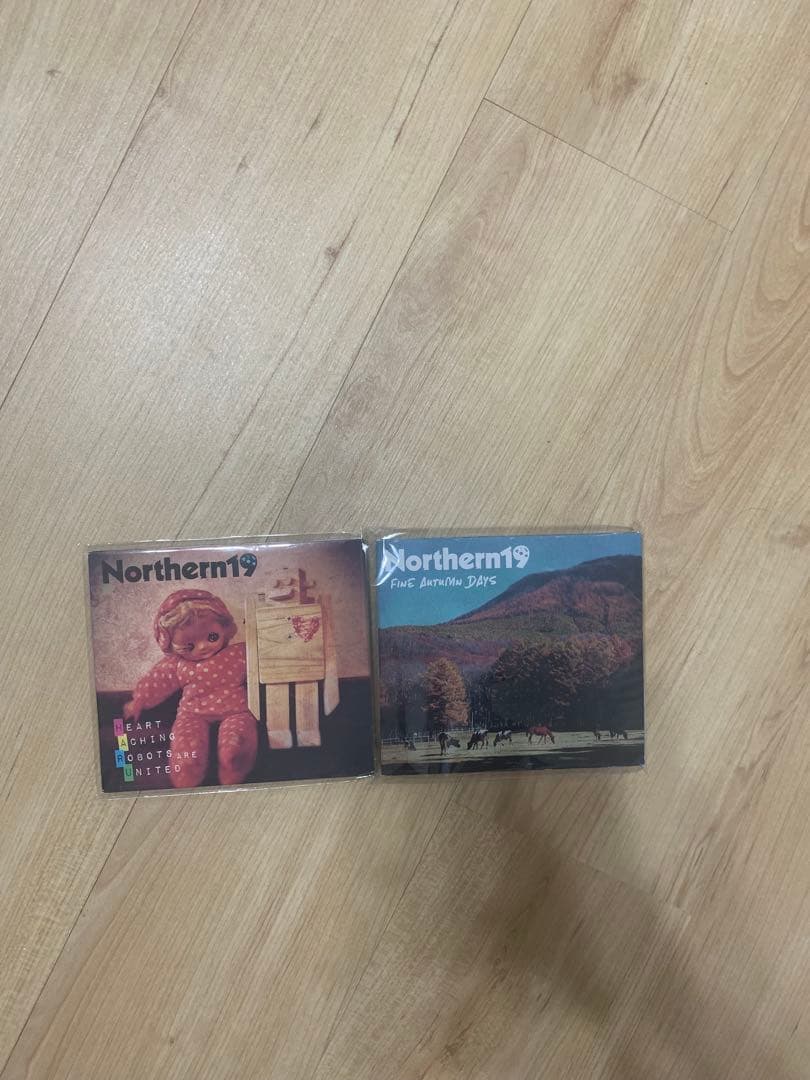 Northern19
HEART
ACHING
ROBOTS ARE
UNITED
Northern19
FINE AUTUMN DAYS